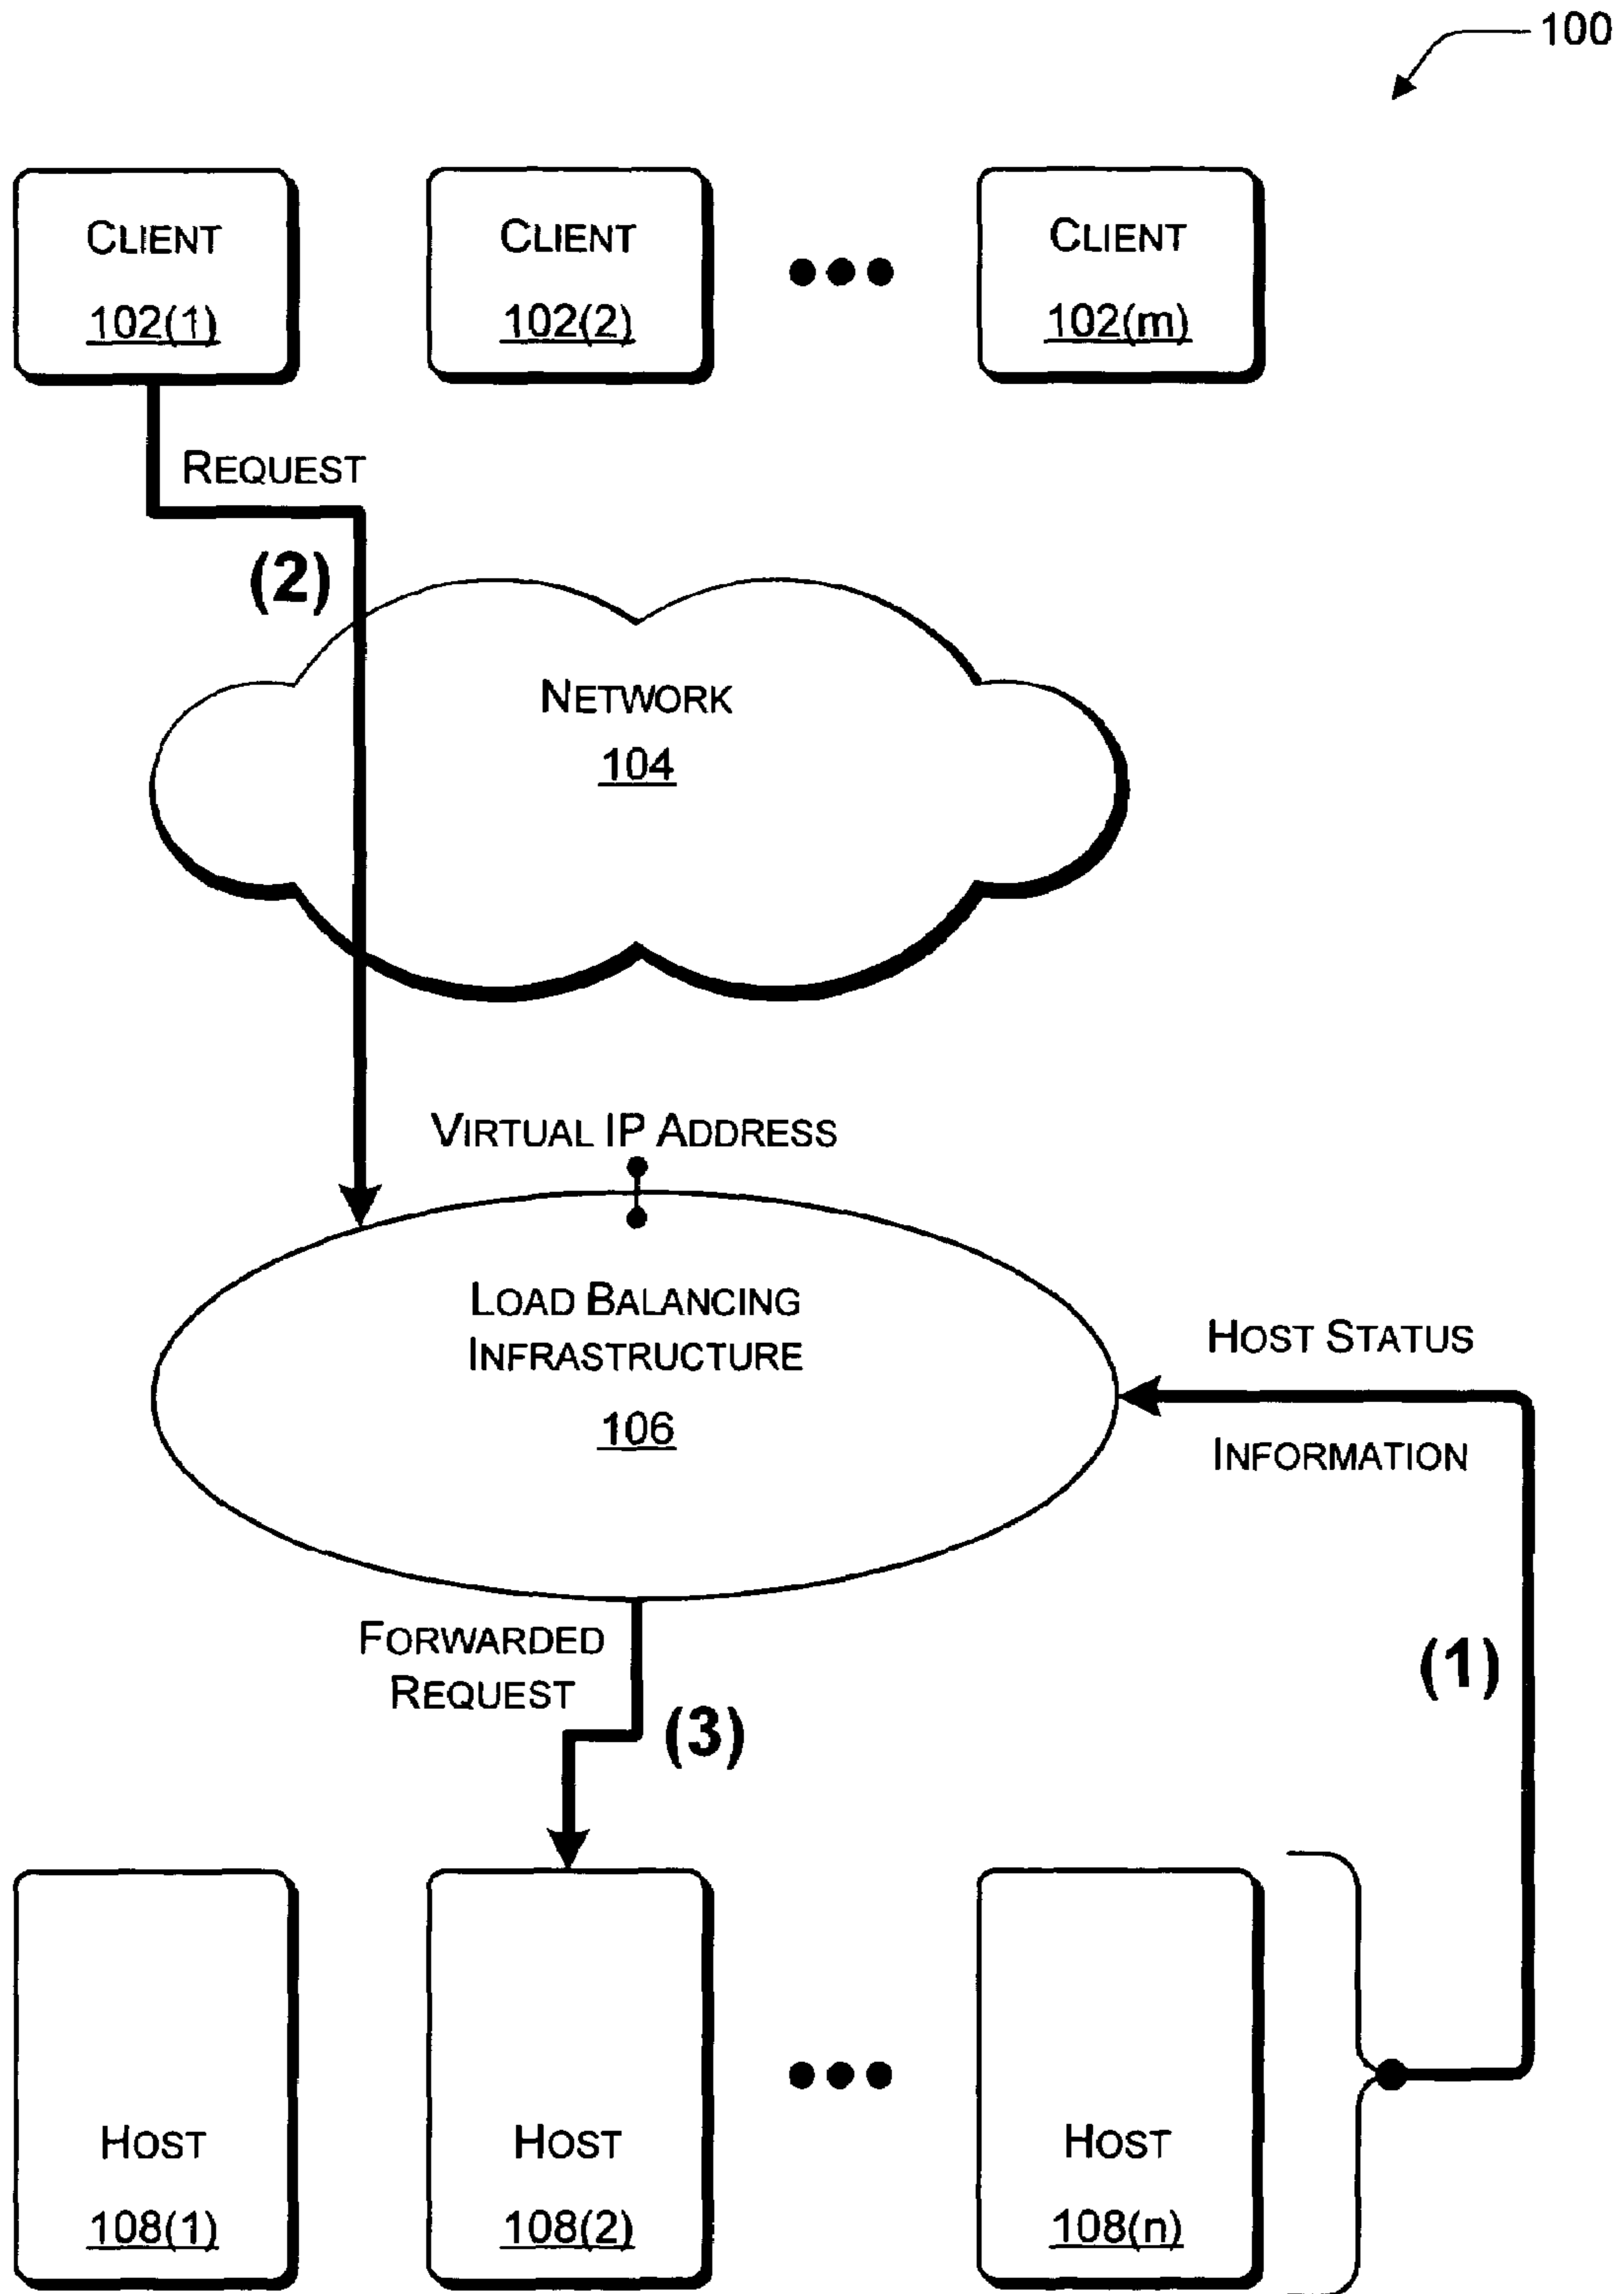 100
CLIENT
102(1)
CLIENT
102(2)
CLIENT
102(m)
REQUEST
(2)
NETWORK
104
VIRTUAL IP ADDRESS
LOAD BALANCING
INFRASTRUCTURE
106
HOST STATUS
INFORMATION
(1)
FORWARDED
REQUEST
(3)
HOST
108(1)
HOST
108(2)
HOST
108(n)